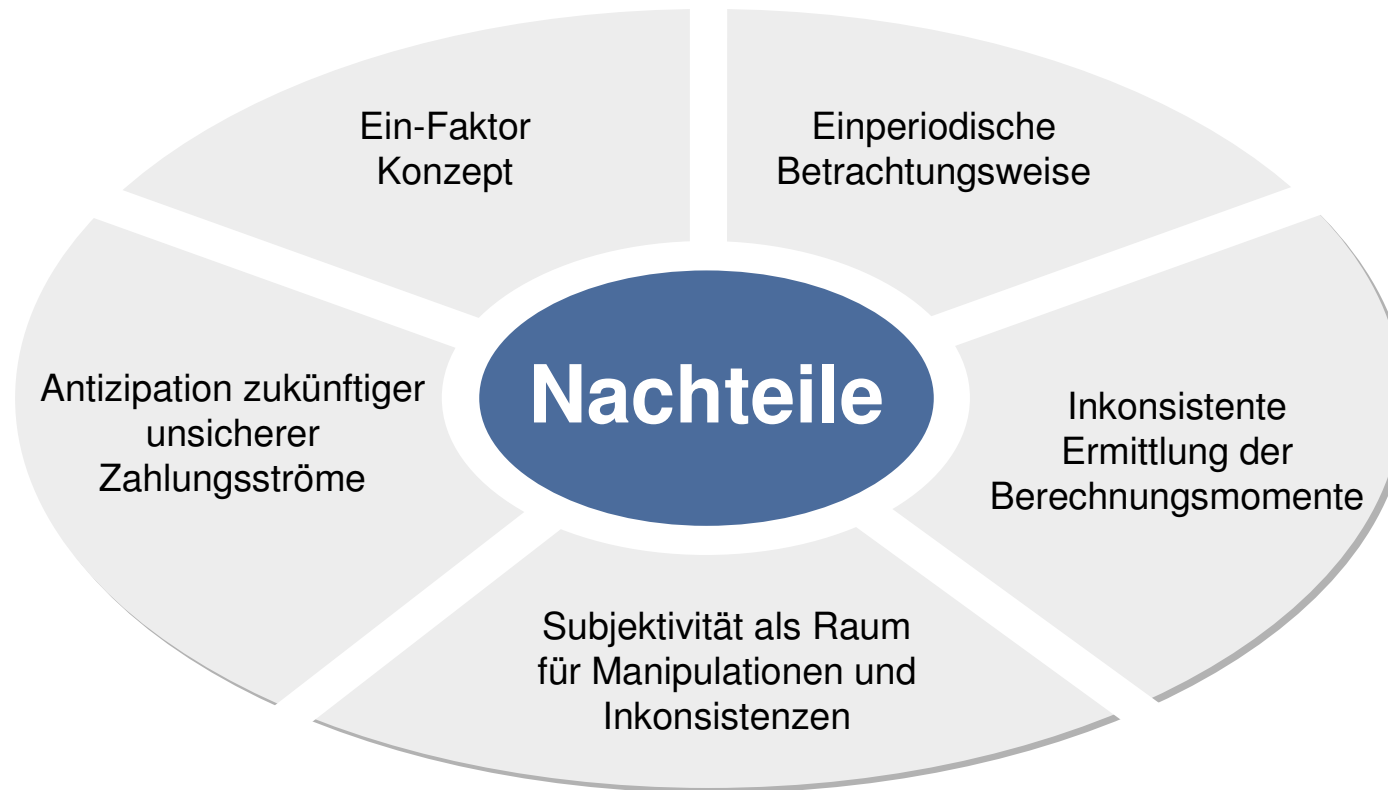 Ein-Faktor
Konzept
Einperiodische
Betrachtungsweise
Antizipation zukünftiger
unsicherer
Zahlungsströme
Nachteile
Inkonsistente
Ermittlung der
Berechnungsmomente
Subjektivität als Raum
für Manipulationen und
Inkonsistenzen